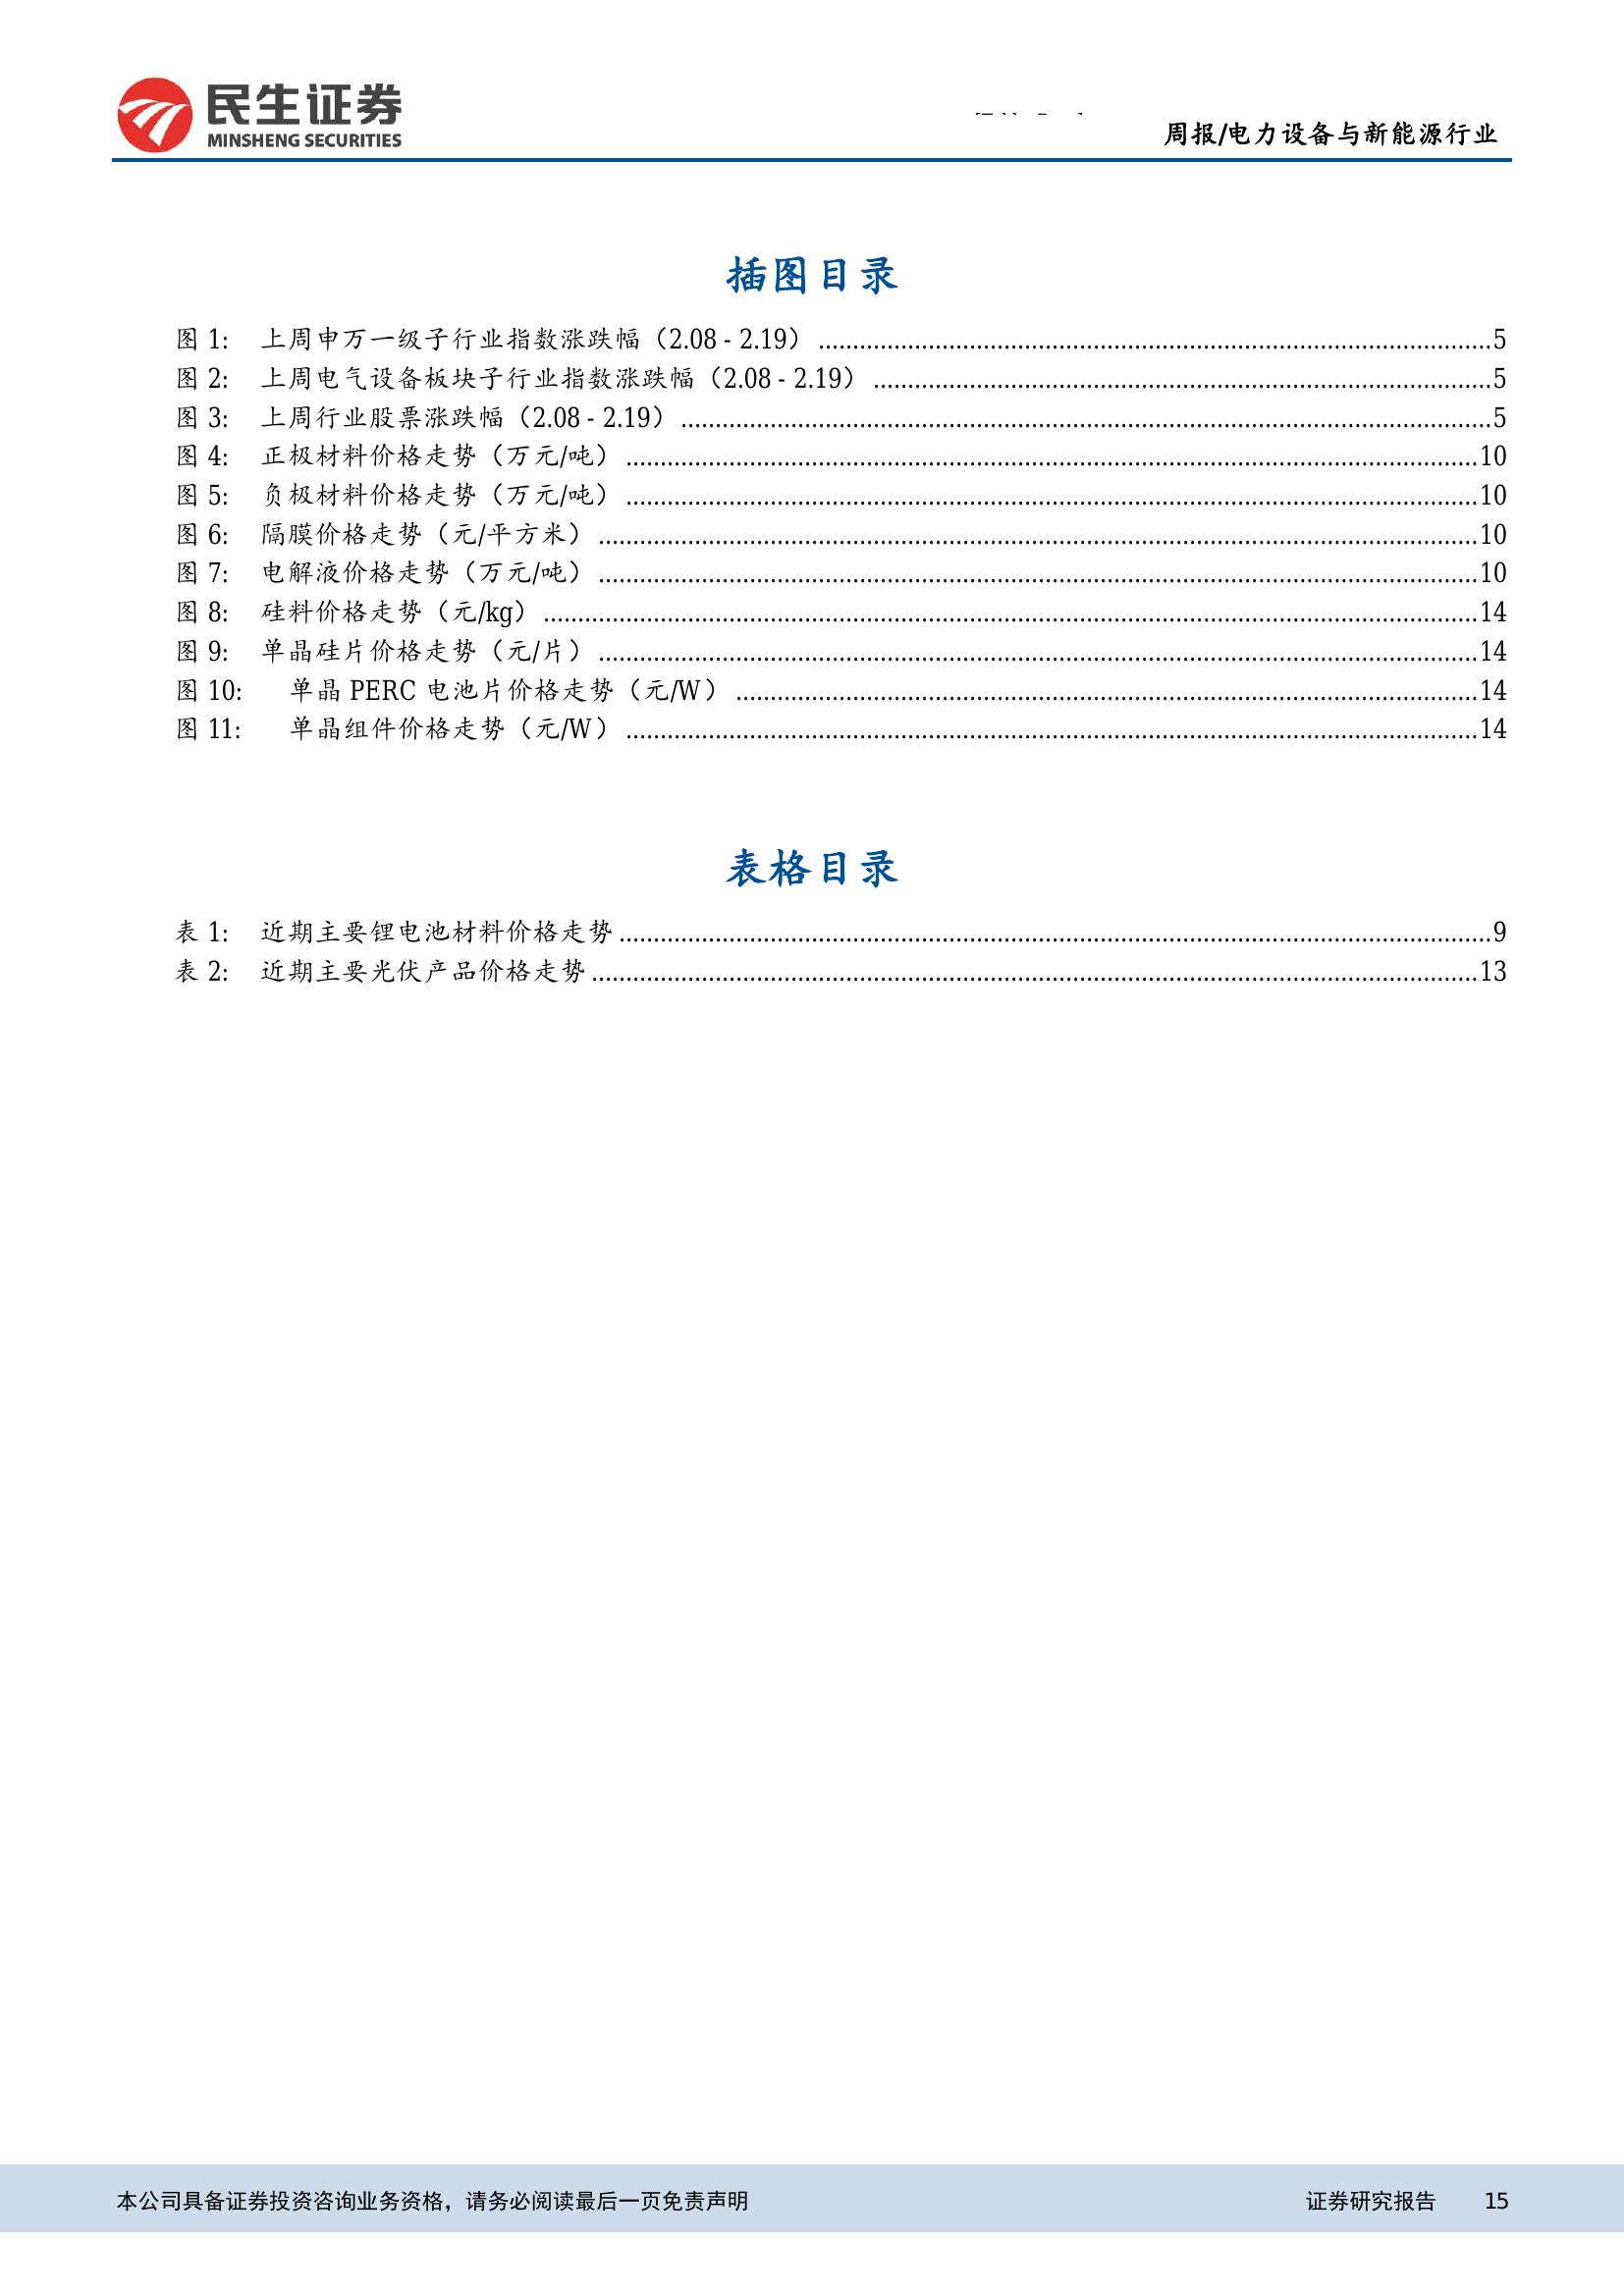 民生证券
MINSHENG SECURITIES
周报/电力设备与新能源行业
插图目录
图 1: 上周申万一级子行业指数涨跌幅（2.08 - 2.19） ....................5
图 2: 上周电气设备板块子行业指数涨跌幅（2.08 - 2.19） ....................5
图 3: 上周行业股票涨跌幅（2.08 - 2.19） ....................5
图 4: 正极材料价格走势（万元/吨） ....................10
图 5: 负极材料价格走势（万元/吨） ....................10
图 6: 隔膜价格走势（元/平方米） ....................10
图 7: 电解液价格走势（万元/吨） ....................10
图 8: 硅料价格走势（元/kg） ....................14
图 9: 单晶硅片价格走势（元/片） ....................14
图 10: 单晶 PERC 电池片价格走势（元/W） ....................14
图 11: 单晶组件价格走势（元/W） ....................14
表格目录
表 1: 近期主要锂电池材料价格走势 ....................9
表 2: 近期主要光伏产品价格走势 ....................13
本公司具备证券投资咨询业务资格，请务必阅读最后一页免责声明 证券研究报告 15